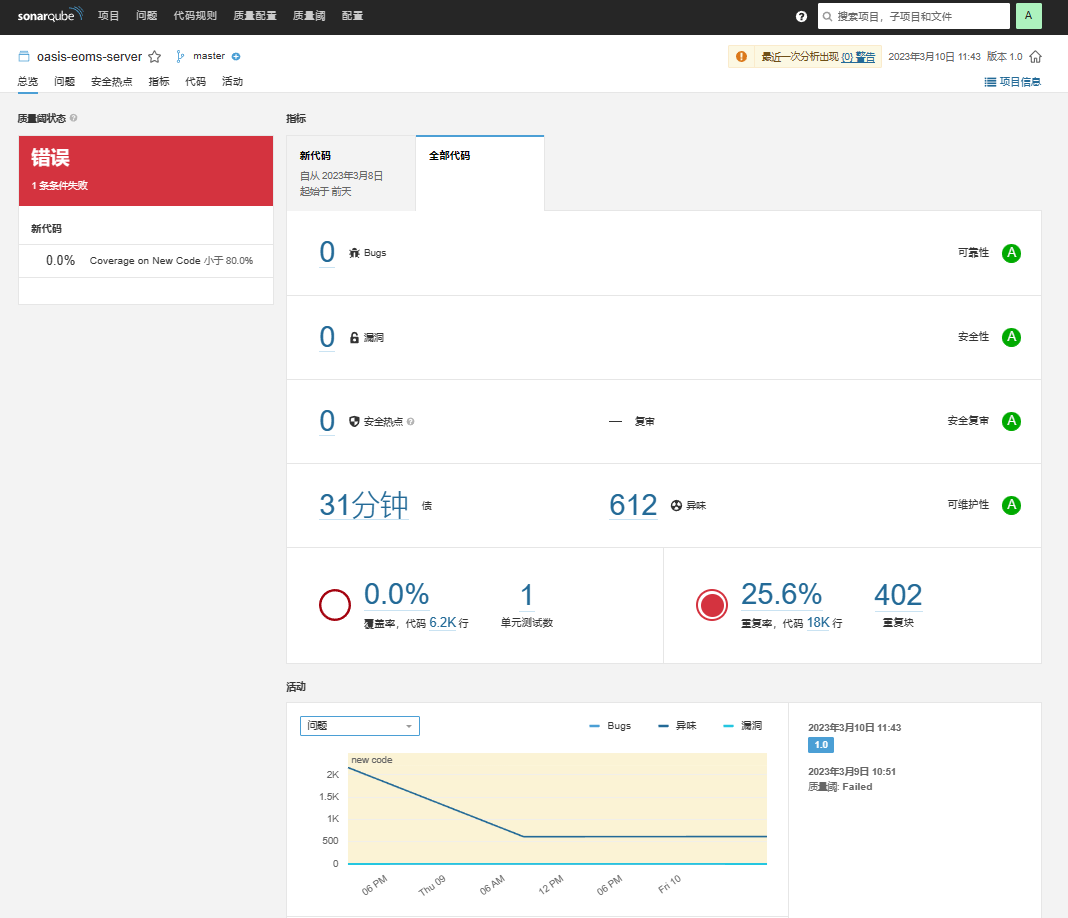 sonarqube 项目 问题 代码规则 质量配置 质量阈 配置 ? 搜索项目，子项目和文件 A
oasis-eoms-server master 最近一次分析出现 {0} 警告 2023年3月10日 11:43 版本 1.0
总览 问题 安全热点 指标 代码 活动 项目信息
质量阈状态 ?
错误
1 条条件失败
新代码
0.0% Coverage on New Code 小于 80.0%
指标
新代码
自从 2023年3月8日
起始于 前天
全部代码
0 Bugs 可靠性 A
0 漏洞 安全性 A
0 安全热点 ? — 复审 安全复审 A
31分钟 债 612 异味 可维护性 A
0.0% 1
覆盖率，代码 6.2K 行 单元测试数
25.6% 402
重复率，代码 18K 行 重复块
活动
问题 Bugs 异味 漏洞
new code
2K
1.5K
1K
500
0
06 PM Thu 09 06 AM 12 PM 06 PM Fri 10
2023年3月10日 11:43
1.0
2023年3月9日 10:51
质量阈: Failed